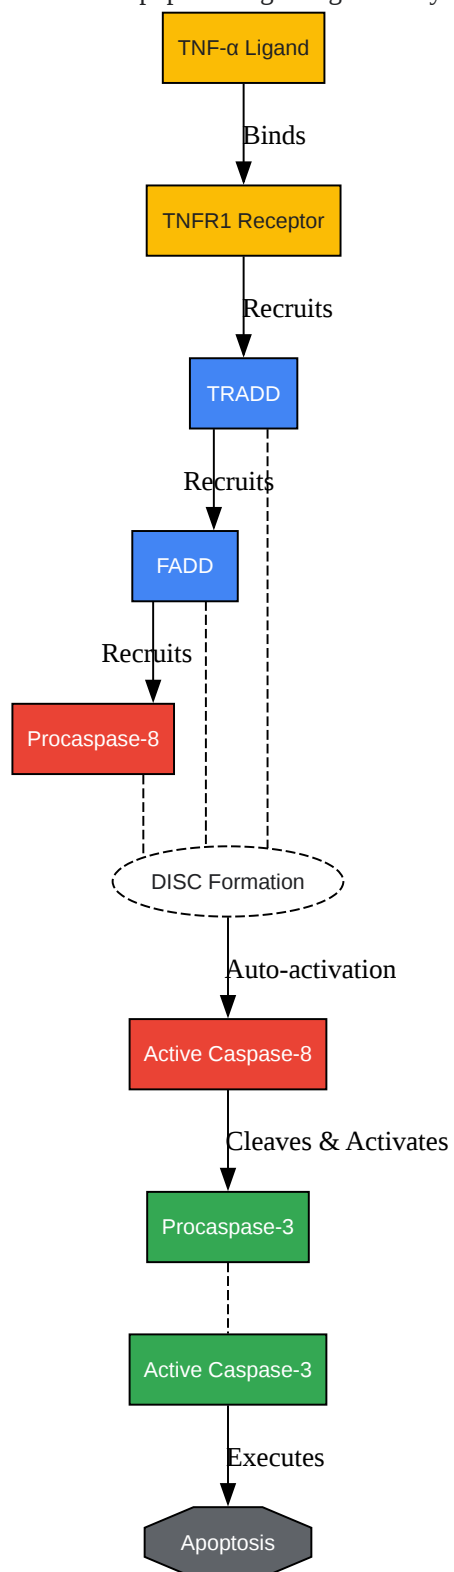 TNF-α Ligand
Binds
TNFR1 Receptor
Recruits
TRADD
Recruits
FADD
Recruits
Procaspase-8
DISC Formation
Auto-activation
Active Caspase-8
Cleaves & Activates
Procaspase-3
Active Caspase-3
Executes
Apoptosis